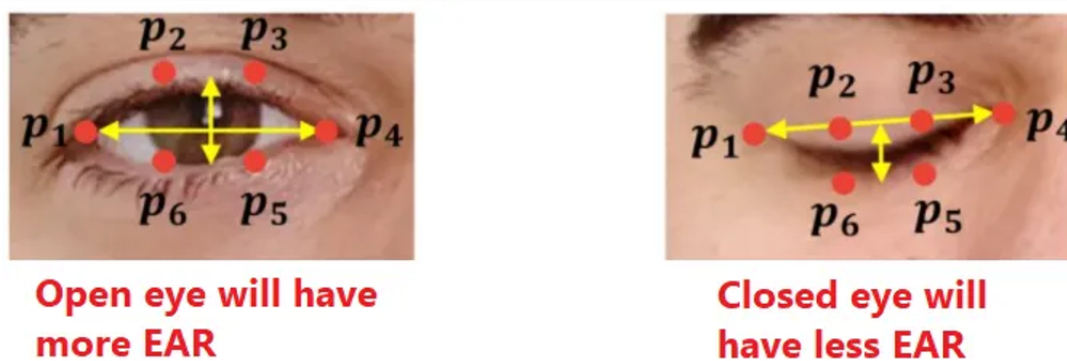 p2 p3
p1 p4
p6 p5
Open eye will have
more EAR
p2 p3
p1 p4
p6 p5
Closed eye will
have less EAR